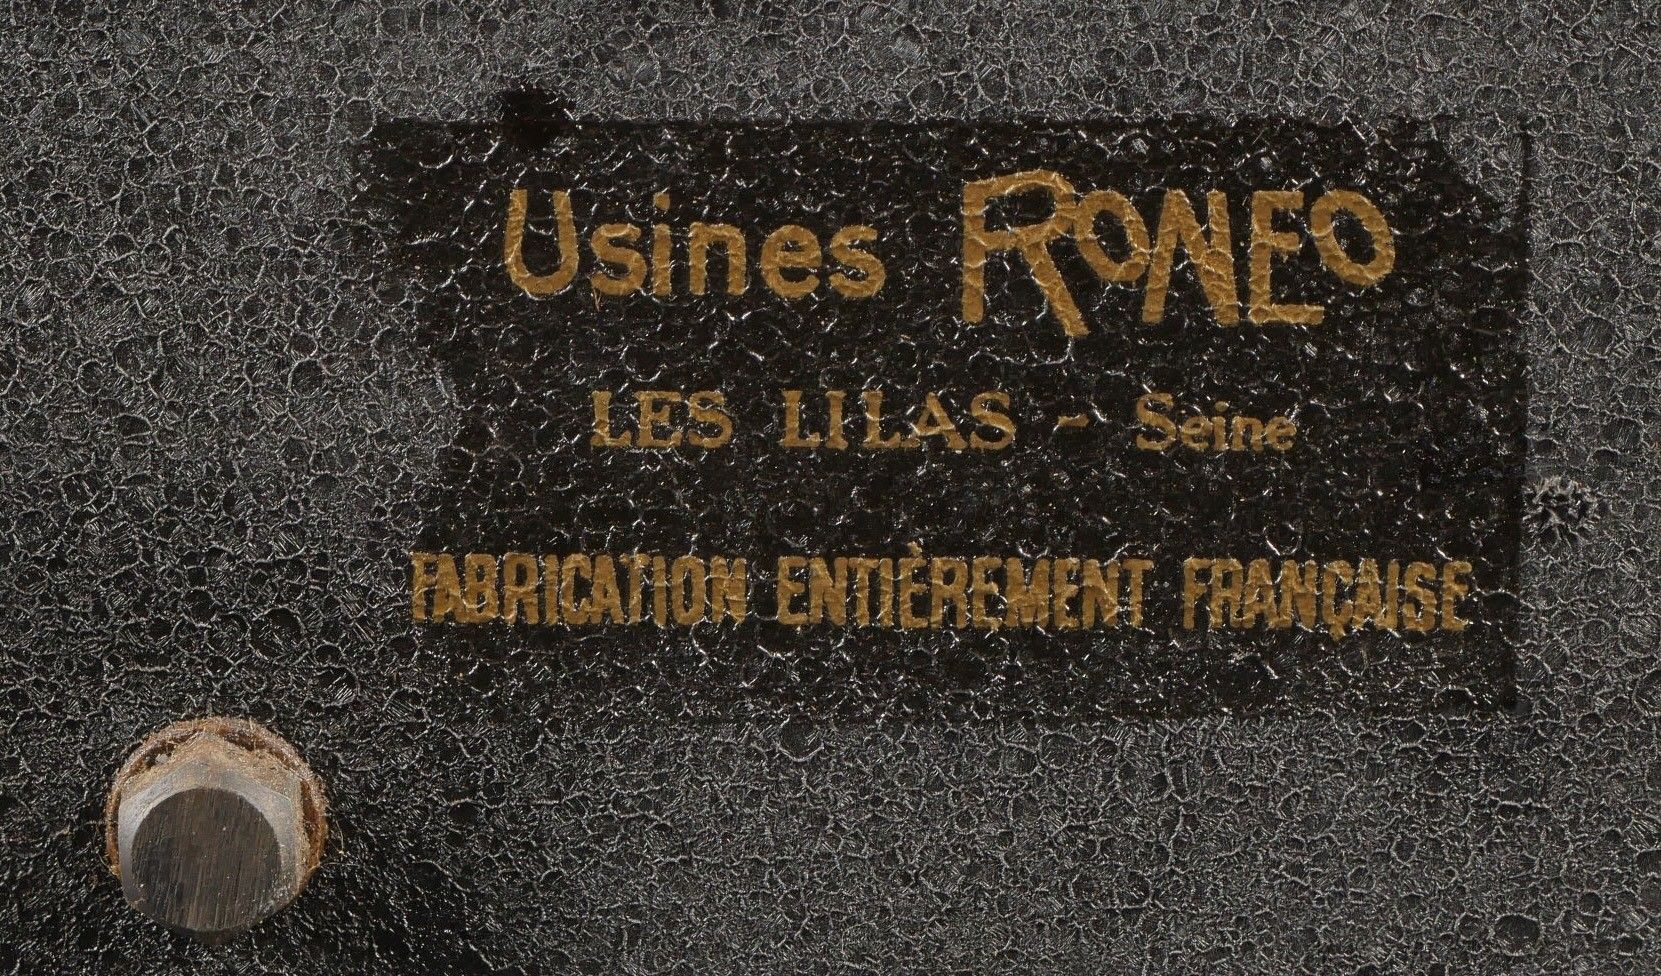 Usines RONEO
LES LILAS - Seine
FABRICATION ENTIÈREMENT FRANÇAISE